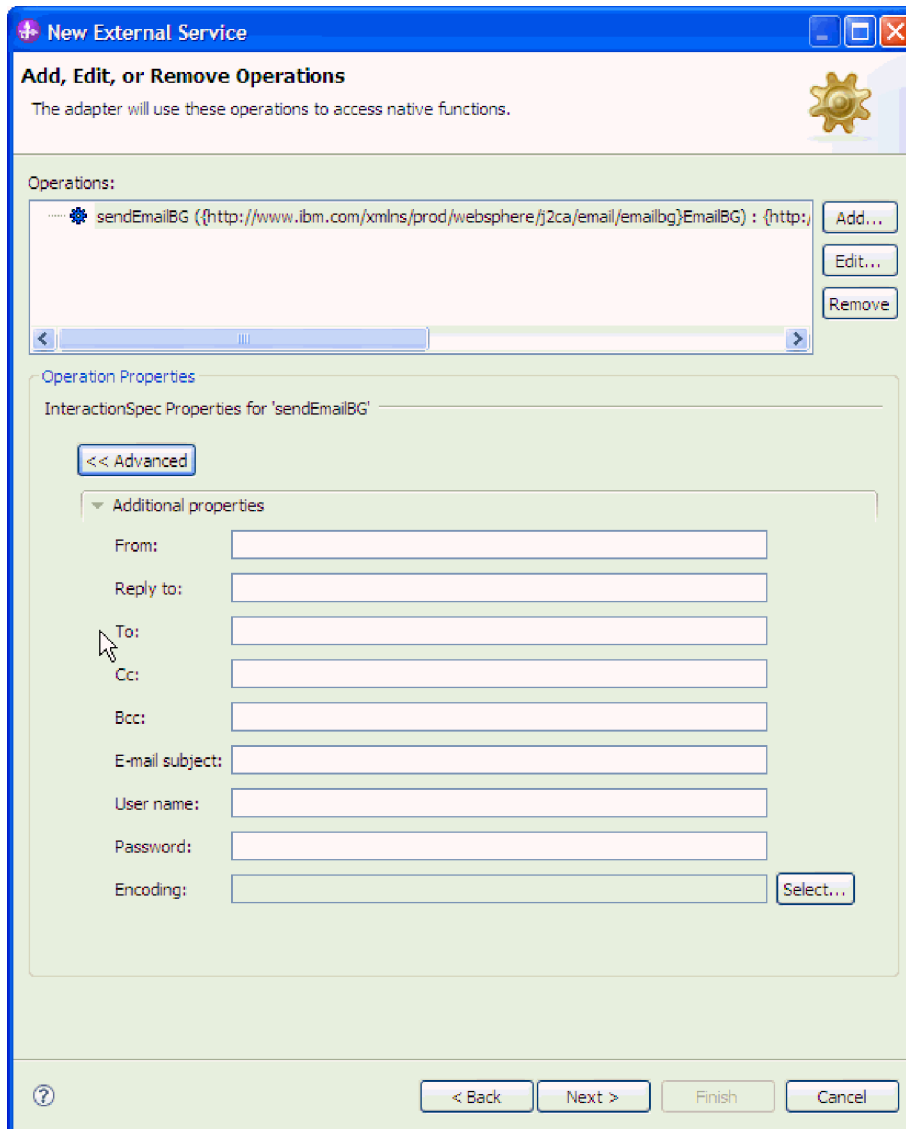 New External Service
Add, Edit, or Remove Operations
The adapter will use these operations to access native functions.
Operations:
sendEmailBG ({http://www.ibm.com/xmlns/prod/websphere/j2ca/email/emailbg}EmailBG) : {http:/
Add...
Edit...
Remove
Operation Properties
InteractionSpec Properties for 'sendEmailBG'
<< Advanced
Additional properties
From:
Reply to:
To:
Cc:
Bcc:
E-mail subject:
User name:
Password:
Encoding:
Select...
?
< Back
Next >
Finish
Cancel